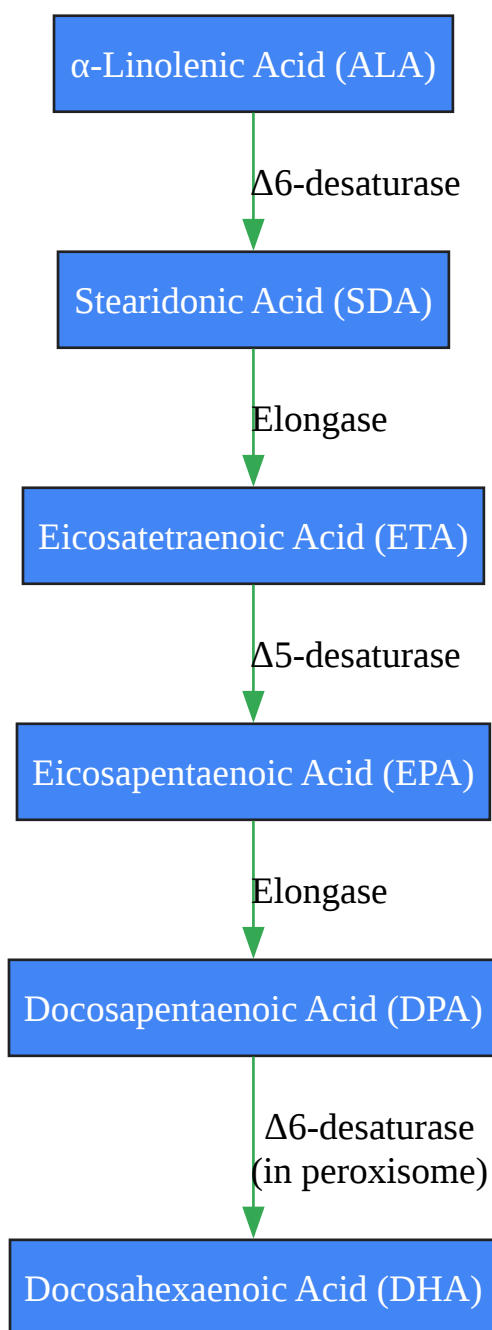 α-Linolenic Acid (ALA)
Δ6-desaturase
Stearidonic Acid (SDA)
Elongase
Eicosatetraenoic Acid (ETA)
Δ5-desaturase
Eicosapentaenoic Acid (EPA)
Elongase
Docosapentaenoic Acid (DPA)
Δ6-desaturase
(in peroxisome)
Docosahexaenoic Acid (DHA)